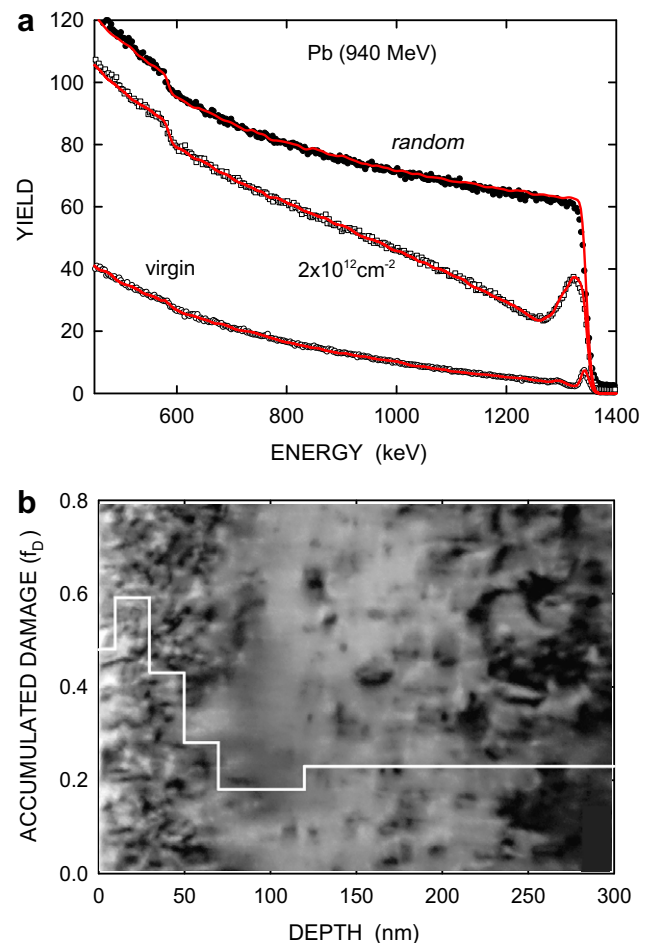 a
Pb (940 MeV)
random
virgin
2x10¹²cm⁻²
YIELD
120
100
80
60
40
20
0
600 800 1000 1200 1400
ENERGY (keV)
b
ACCUMULATED DAMAGE (f_D)
0.8
0.6
0.4
0.2
0.0
0 50 100 150 200 250 300
DEPTH (nm)